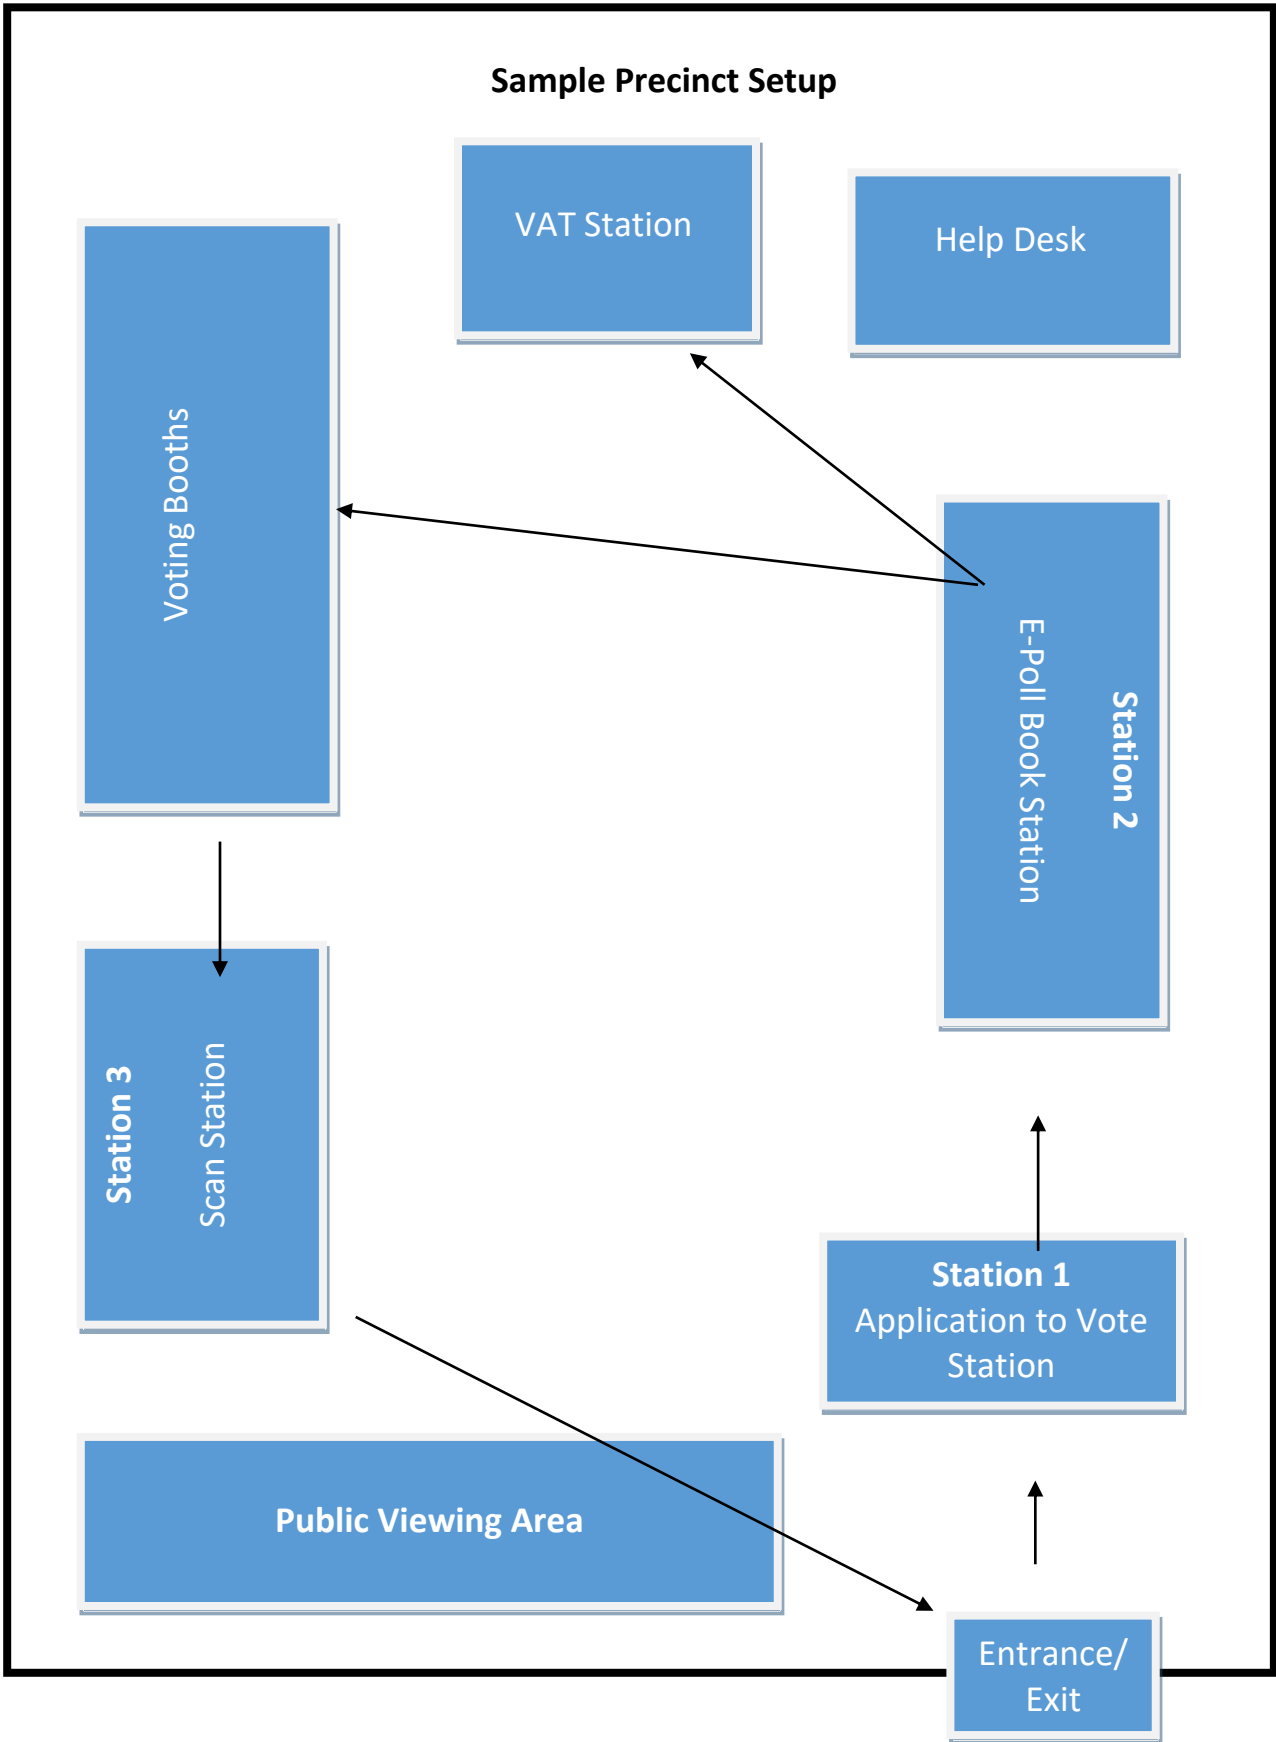 Sample Precinct Setup
VAT Station
Help Desk
Voting Booths
Station 2
E-Poll Book Station
Station 3
Scan Station
Station 1
Application to Vote
Station
Public Viewing Area
Entrance/
Exit